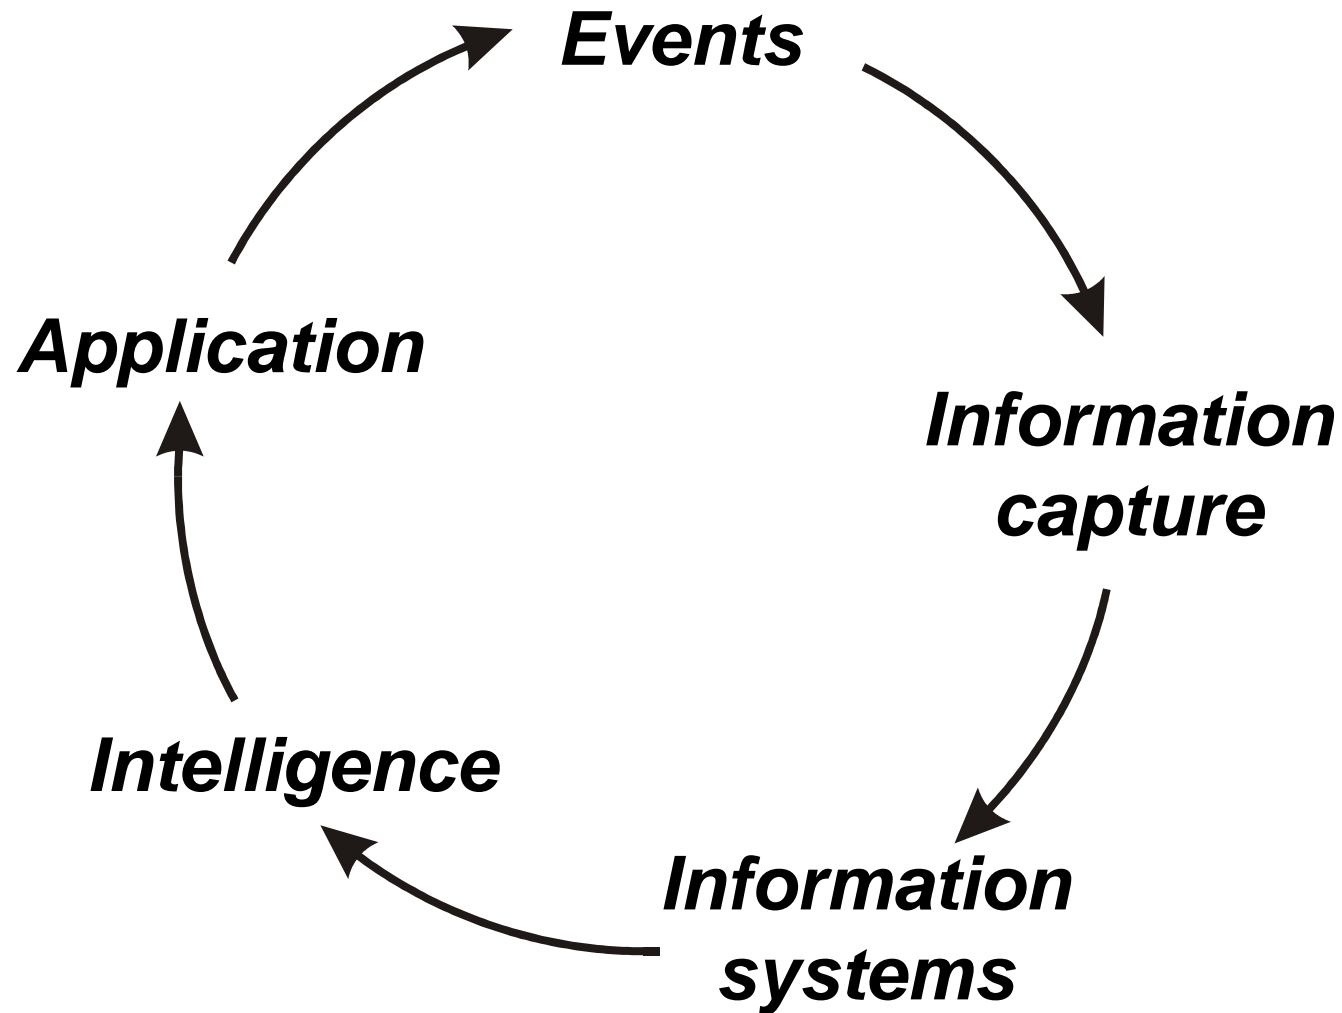 Events
Information
capture
Information
systems
Intelligence
Application